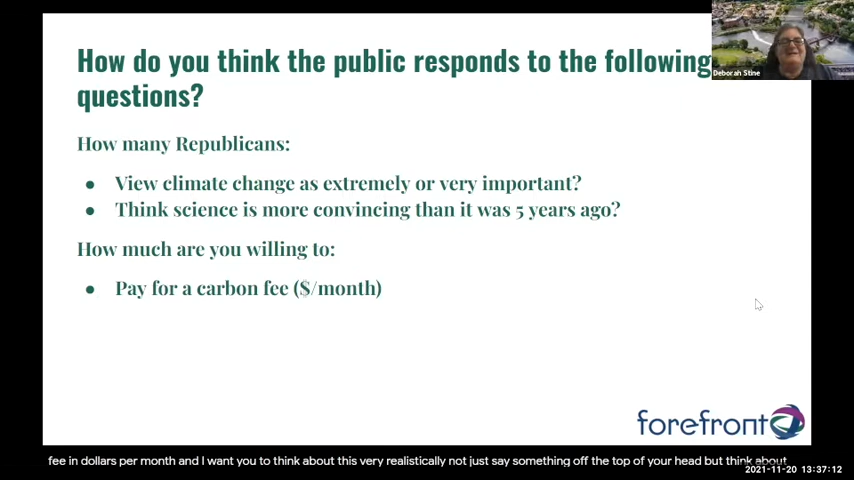 How do you think the public responds to the following
questions?
Deborah Stine
How many Republicans:
● View climate change as extremely or very important?
● Think science is more convincing than it was 5 years ago?
How much are you willing to:
● Pay for a carbon fee ($/month)
forefront
fee in dollars per month and I want you to think about this very realistically not just say something off the top of your head but think about
2021-11-20 13:37:12